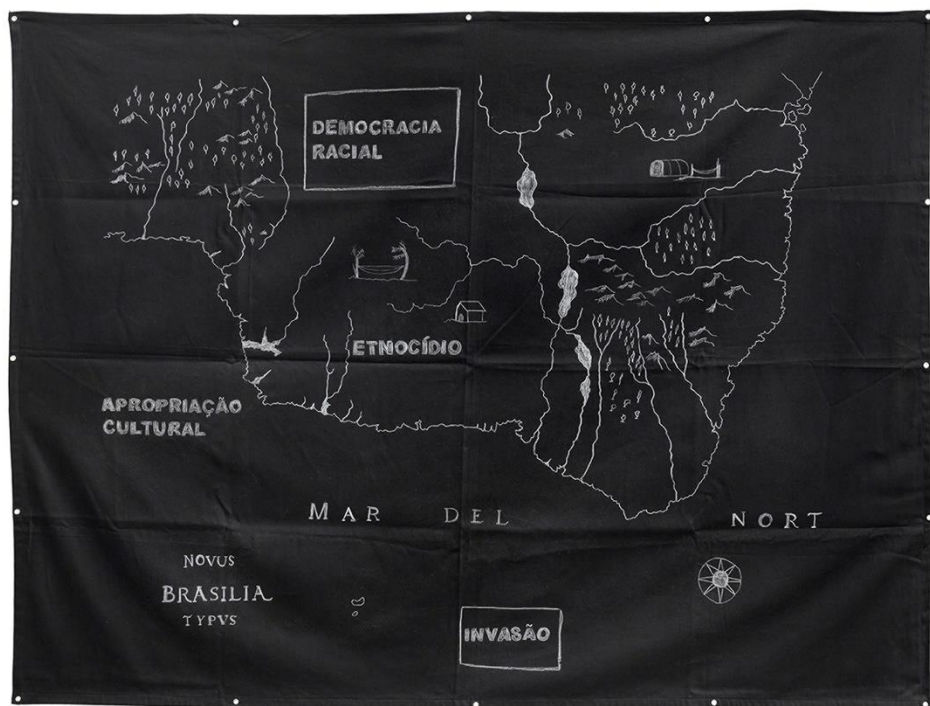 DEMOCRACIA
RACIAL
ETNOCÍDIO
APROPRIAÇÃO
CULTURAL
MAR DEL NORT
NOVUS
BRASILIA
TYPVS
INVASÃO